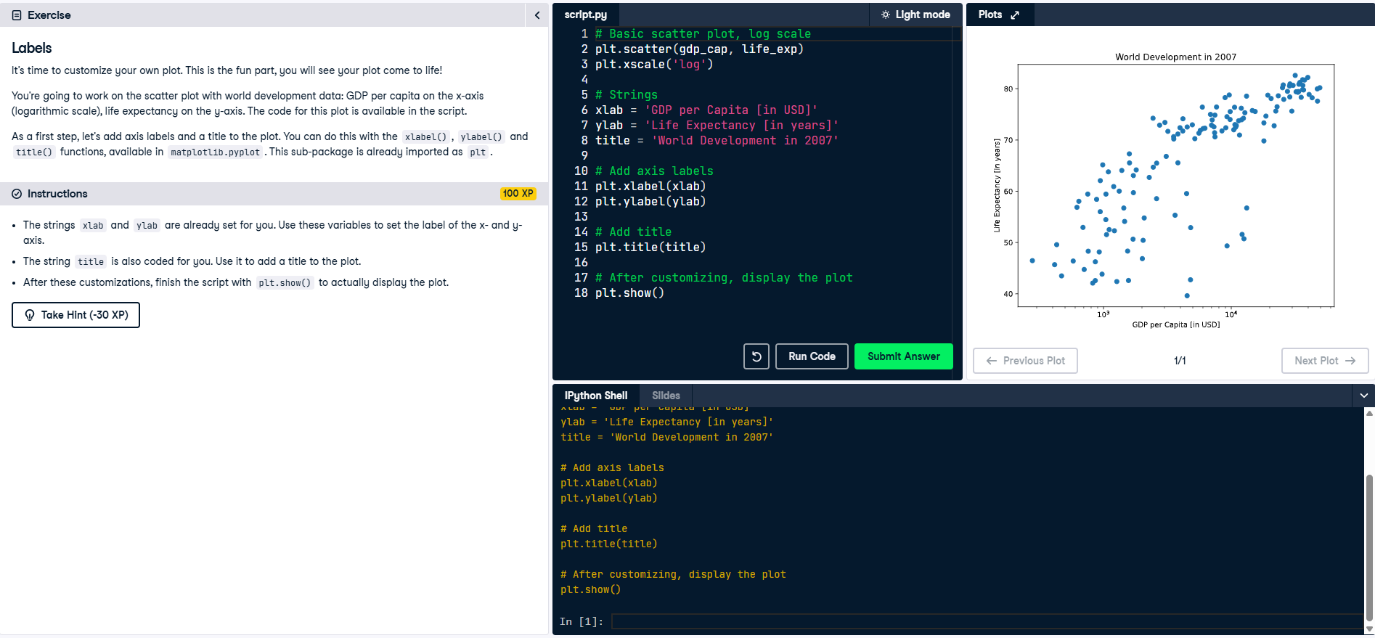 Exercise
Labels
It's time to customize your own plot. This is the fun part, you will see your plot come to life!
You're going to work on the scatter plot with world development data: GDP per capita on the x-axis
(logarithmic scale), life expectancy on the y-axis. The code for this plot is available in the script.
As a first step, let's add axis labels and a title to the plot. You can do this with the xlabel() , ylabel() and
title() functions, available in matplotlib.pyplot . This sub-package is already imported as plt .
Instructions
100 XP
• The strings xlab and ylab are already set for you. Use these variables to set the label of the x- and y-
axis.
• The string title is also coded for you. Use it to add a title to the plot.
• After these customizations, finish the script with plt.show() to actually display the plot.
Take Hint (-30 XP)
script.py
Light mode
1 # Basic scatter plot, log scale
2 plt.scatter(gdp_cap, life_exp)
3 plt.xscale('log')
4
5 # Strings
6 xlab = 'GDP per Capita [in USD]'
7 ylab = 'Life Expectancy [in years]'
8 title = 'World Development in 2007'
9
10 # Add axis labels
11 plt.xlabel(xlab)
12 plt.ylabel(ylab)
13
14 # Add title
15 plt.title(title)
16
17 # After customizing, display the plot
18 plt.show()
Run Code
Submit Answer
Plots
World Development in 2007
Life Expectancy [in years]
80
70
60
50
40
10³
10⁴
GDP per Capita [in USD]
Previous Plot
1/1
Next Plot
IPython Shell
Slides
xlab = 'GDP per Capita [in USD]'
ylab = 'Life Expectancy [in years]'
title = 'World Development in 2007'
# Add axis labels
plt.xlabel(xlab)
plt.ylabel(ylab)
# Add title
plt.title(title)
# After customizing, display the plot
plt.show()
In [1]: